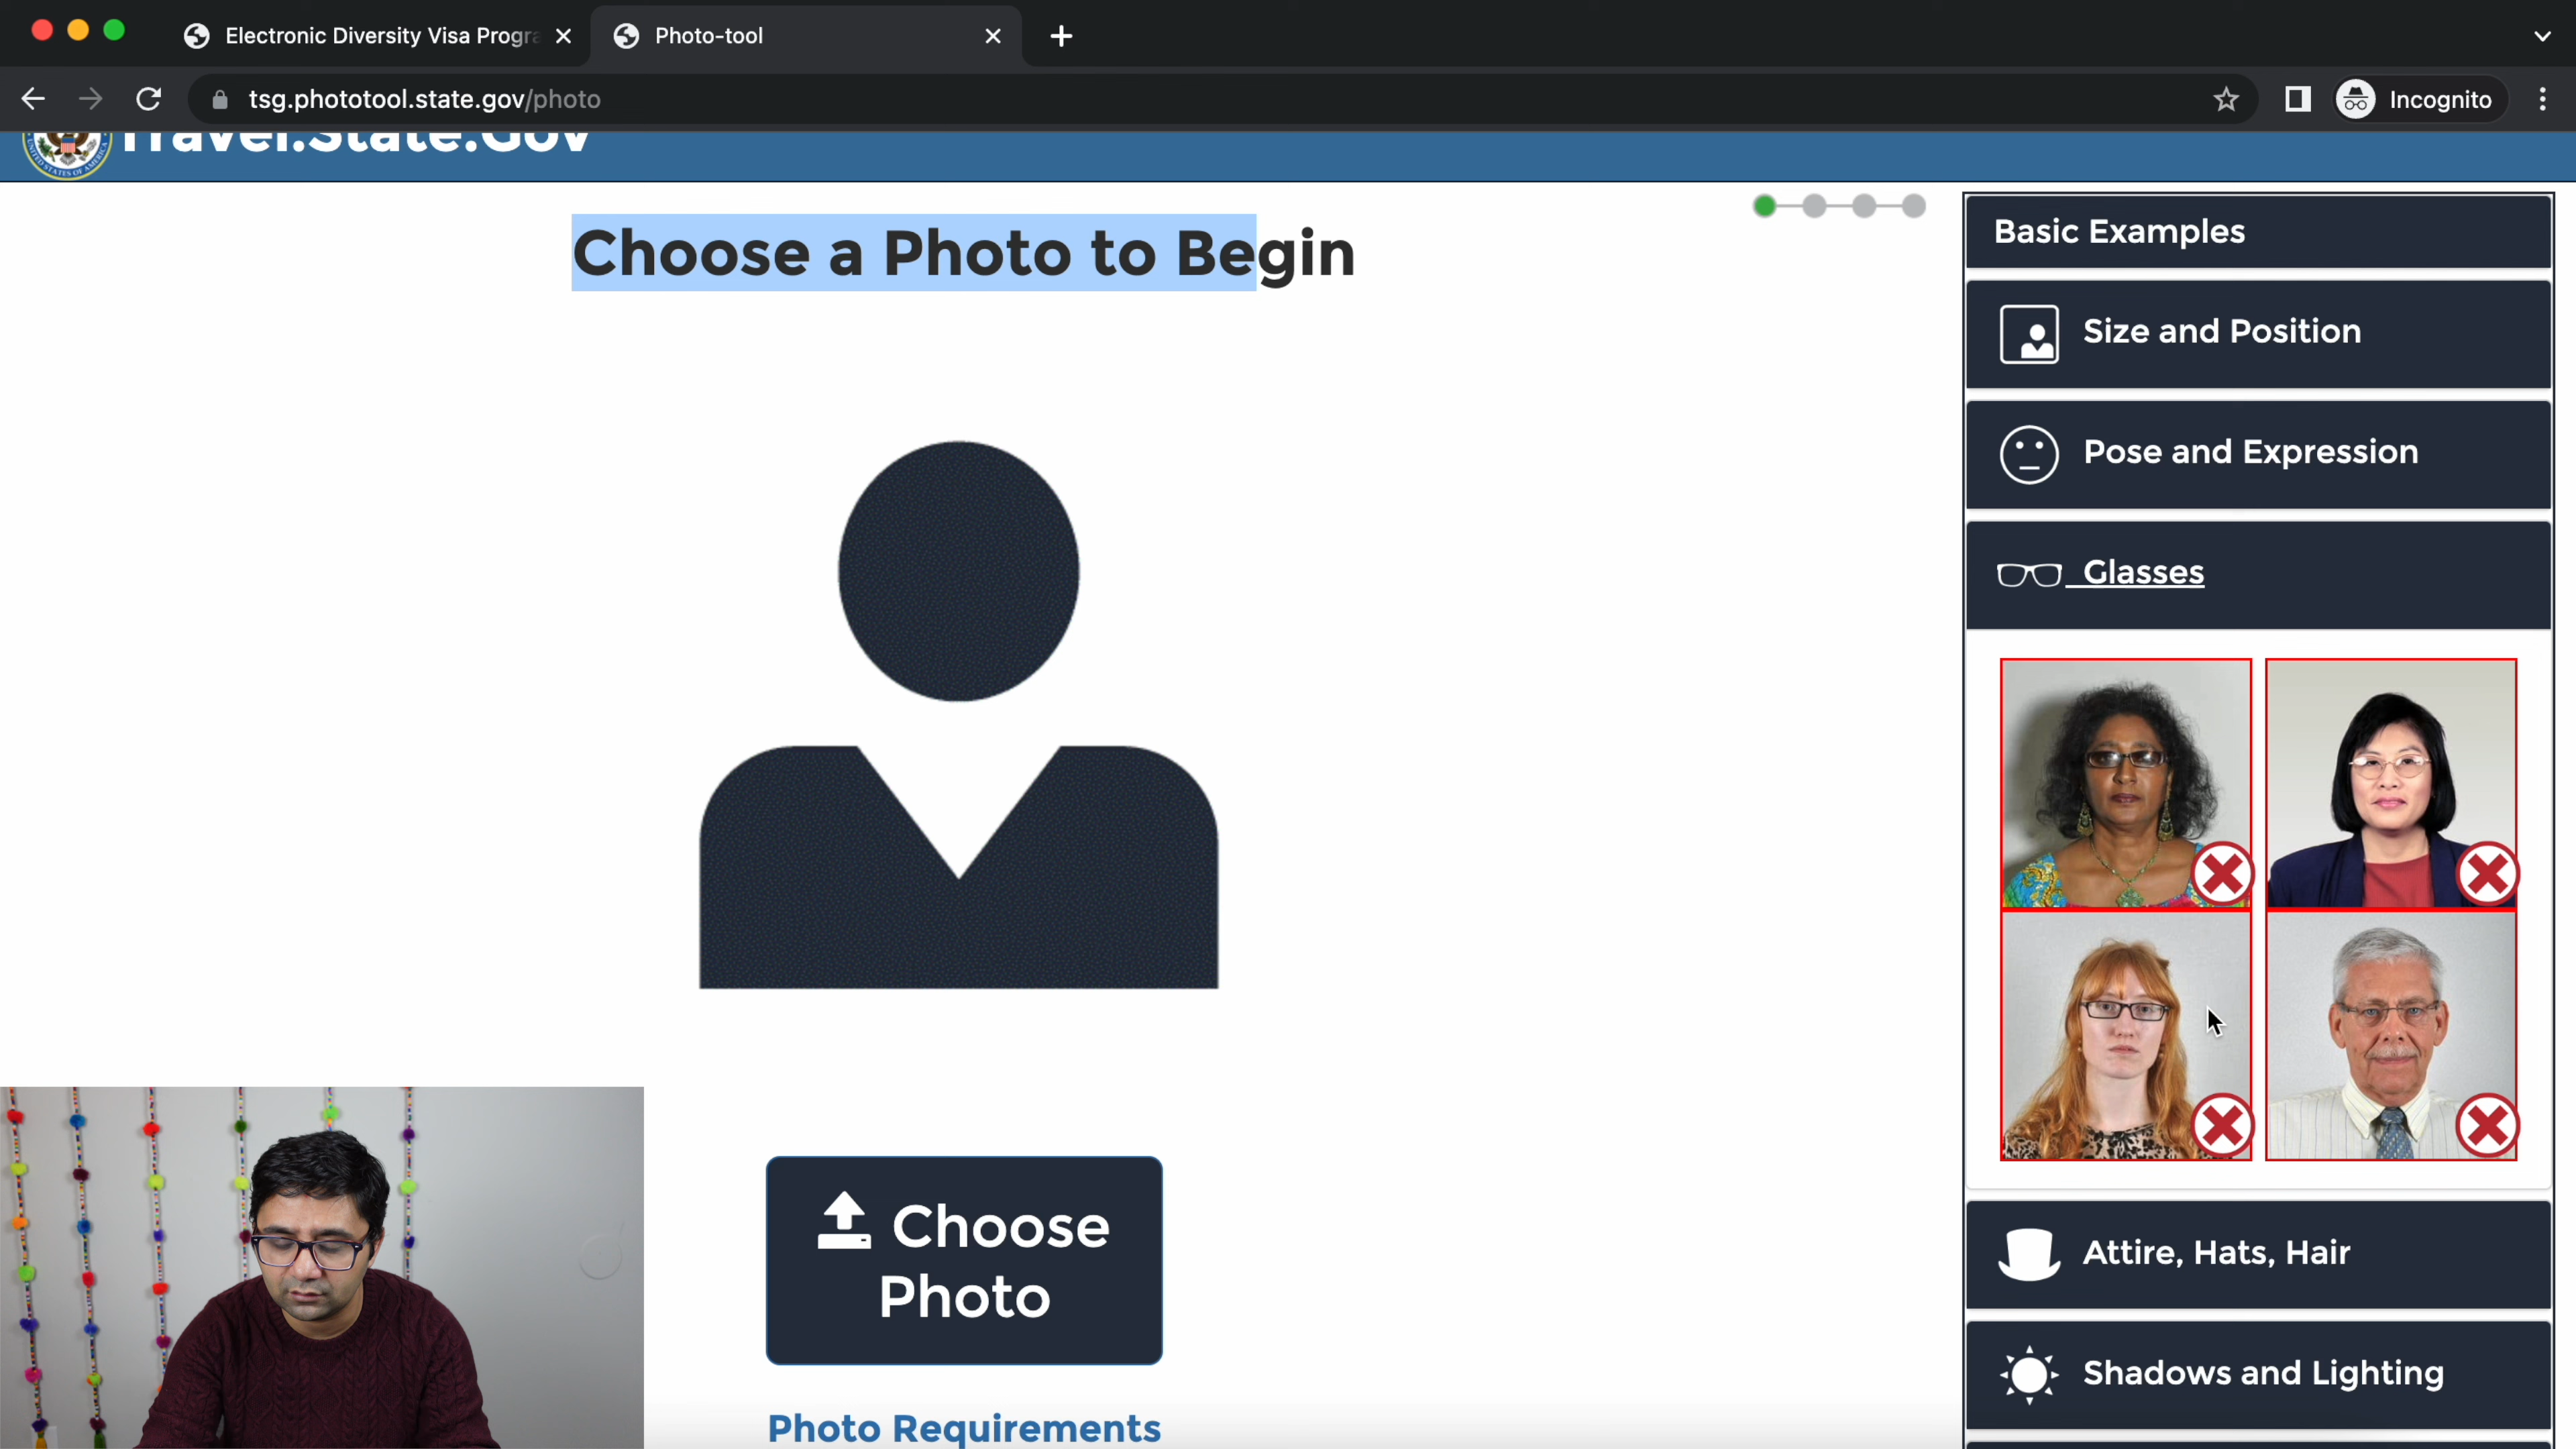 Electronic Diversity Visa Progra
Photo-tool
tsg.phototool.state.gov/photo
Incognito
Travel.State.Gov
Choose a Photo to Begin
Choose
Photo
Photo Requirements
Basic Examples
Size and Position
Pose and Expression
Glasses
Attire, Hats, Hair
Shadows and Lighting